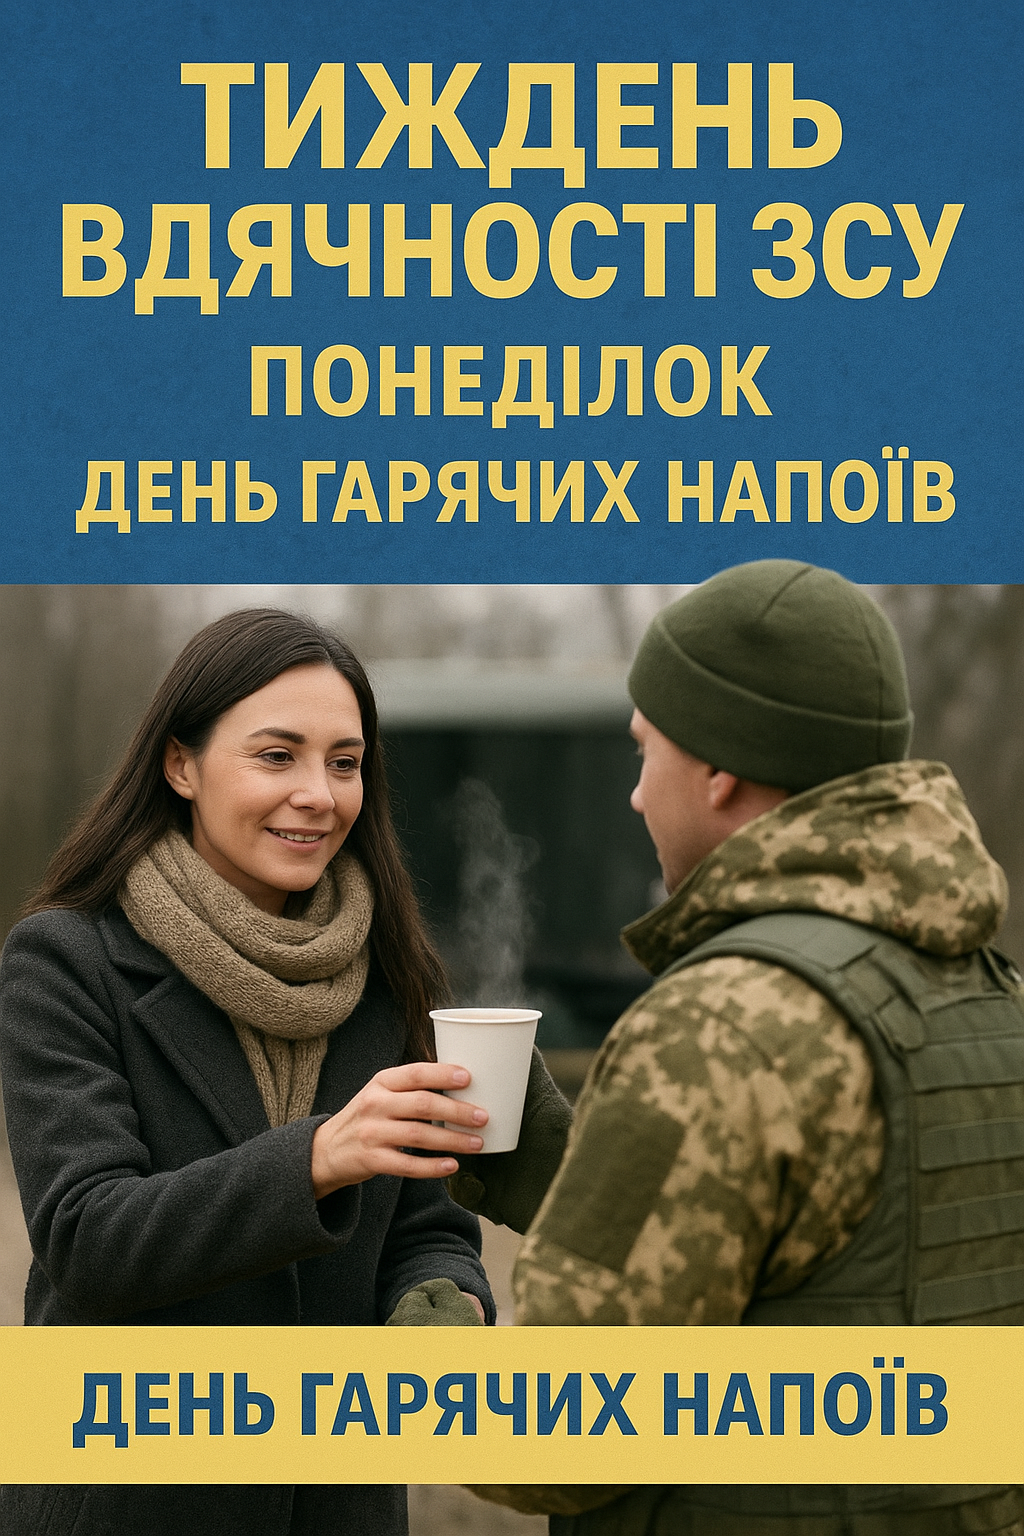 ТИЖДЕНЬ
ВДЯЧНОСТІ ЗСУ
ПОНЕДІЛОК
ДЕНЬ ГАРЯЧИХ НАПОЇВ
ДЕНЬ ГАРЯЧИХ НАПОЇВ